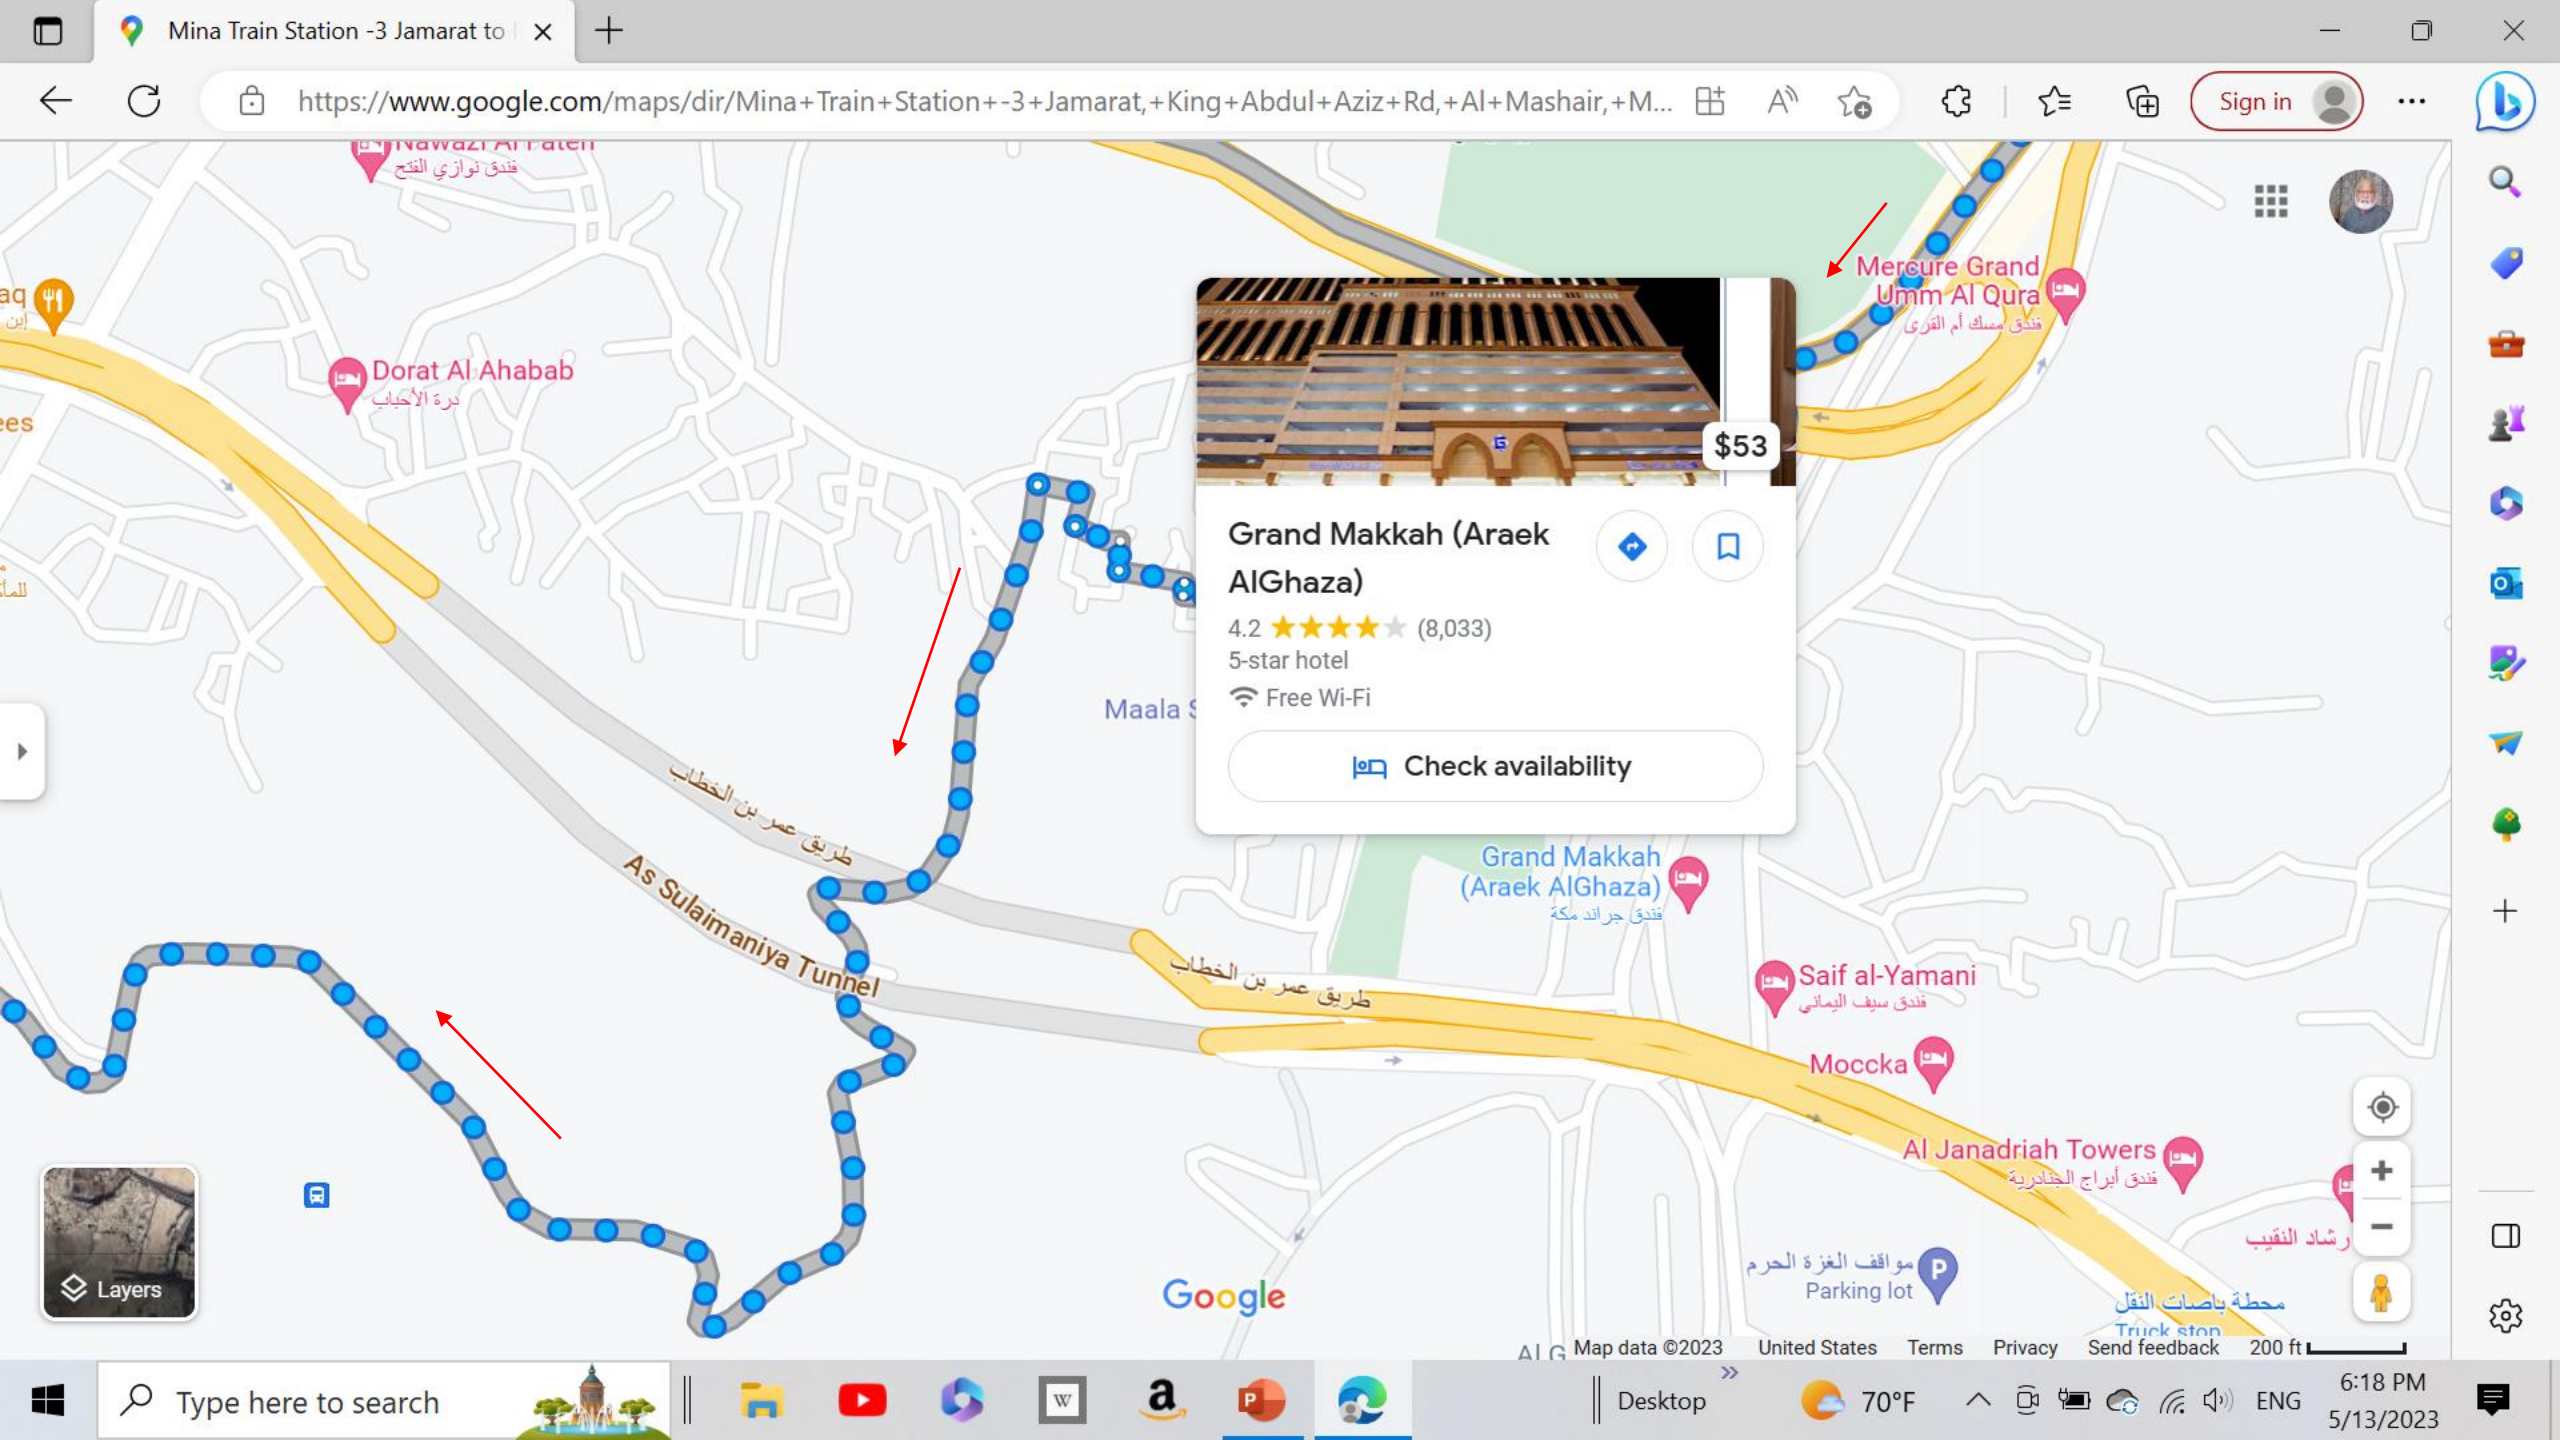 Mina Train Station -3 Jamarat to
https://www.google.com/maps/dir/Mina+Train+Station+-3+Jamarat,+King+Abdul+Aziz+Rd,+Al+Mashair,+M...
Sign in
Nawazi Al Fateh
فندق نوازي الفتح
Mercure Grand
Umm Al Qura
فندق مسك أم القرى
Dorat Al Ahabab
درة الأحباب
$53
Grand Makkah (Araek
AlGhaza)
4.2 (8,033)
5-star hotel
Free Wi-Fi
Check availability
Maala
طريق عمر بن الخطاب
As Sulaimaniya Tunnel
Grand Makkah
(Araek AlGhaza)
فندق جراند مكة
طريق عمر بن الخطاب
Saif al-Yamani
فندق سيف اليماني
Moccka
Al Janadriah Towers
فندق أبراج الجنادرية
رشاد النقيب
مواقف الغزة الحرم
Parking lot
محطة باصات النقل
Truck stop
Layers
Google
Map data ©2023 United States Terms Privacy Send feedback 200 ft
Type here to search
W
a
P
Desktop
70°F
ENG
6:18 PM
5/13/2023